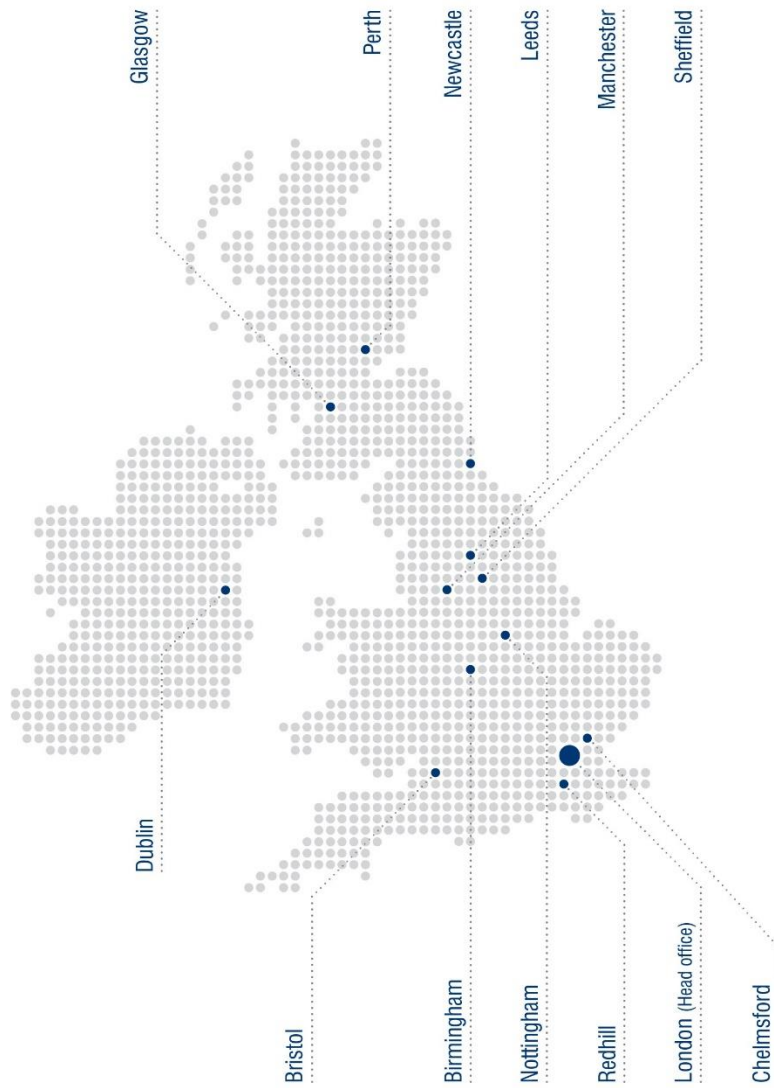 Glasgow
Perth
Newcastle
Leeds
Manchester
Sheffield
Dublin
Bristol
Birmingham
Nottingham
Redhill
London (Head office)
Chelmsford